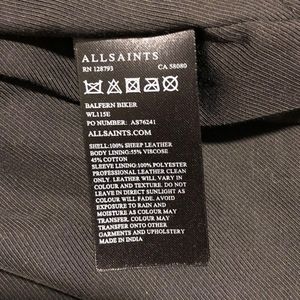 ALLSAINTS
RN 128793 CA 38080
BALFERN BIKER
WL115E
PO NUMBER: AS76241
ALLSAINTS.COM
SHELL:100% SHEEP LEATHER
BODY LINING:55% VISCOSE
45% COTTON
SLEEVE LINING:100% POLYESTER
PROFESSIONAL LEATHER CLEAN
ONLY. LEATHER WILL VARY IN
COLOUR AND TEXTURE. DO NOT
LEAVE IN DIRECT SUNLIGHT AS
COLOUR WILL FADE. AVOID
EXPOSURE TO RAIN AND
MOISTURE AS COLOUR MAY
TRANSFER. COLOUR MAY
TRANSFER ONTO OTHER
GARMENTS AND UPHOLSTERY
MADE IN INDIA